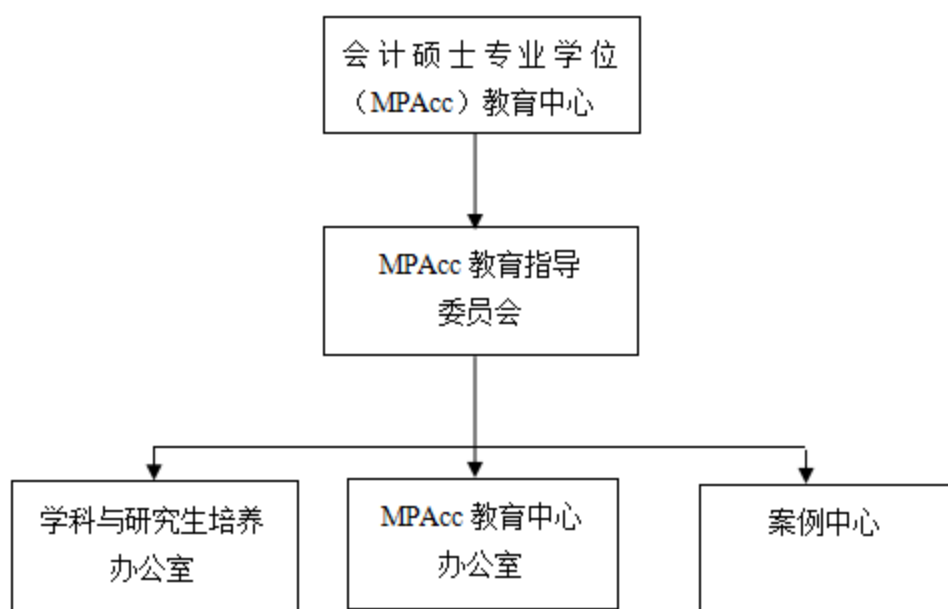 会计硕士专业学位
（MPAcc）教育中心
MPAcc 教育指导
委员会
学科与研究生培养
办公室
MPAcc 教育中心
办公室
案例中心